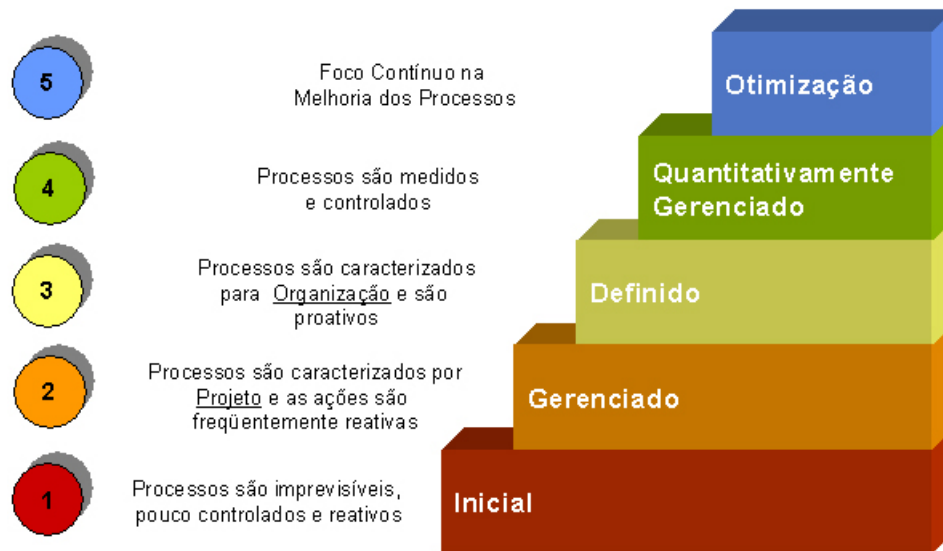 5
Foco Contínuo na
Melhoria dos Processos
Otimização
4
Processos são medidos
e controlados
Quantitativamente
Gerenciado
3
Processos são caracterizados
para Organização e são
proativos
Definido
2
Processos são caracterizados por
Projeto e as ações são
freqüentemente reativas
Gerenciado
1
Processos são imprevisíveis,
pouco controlados e reativos
Inicial